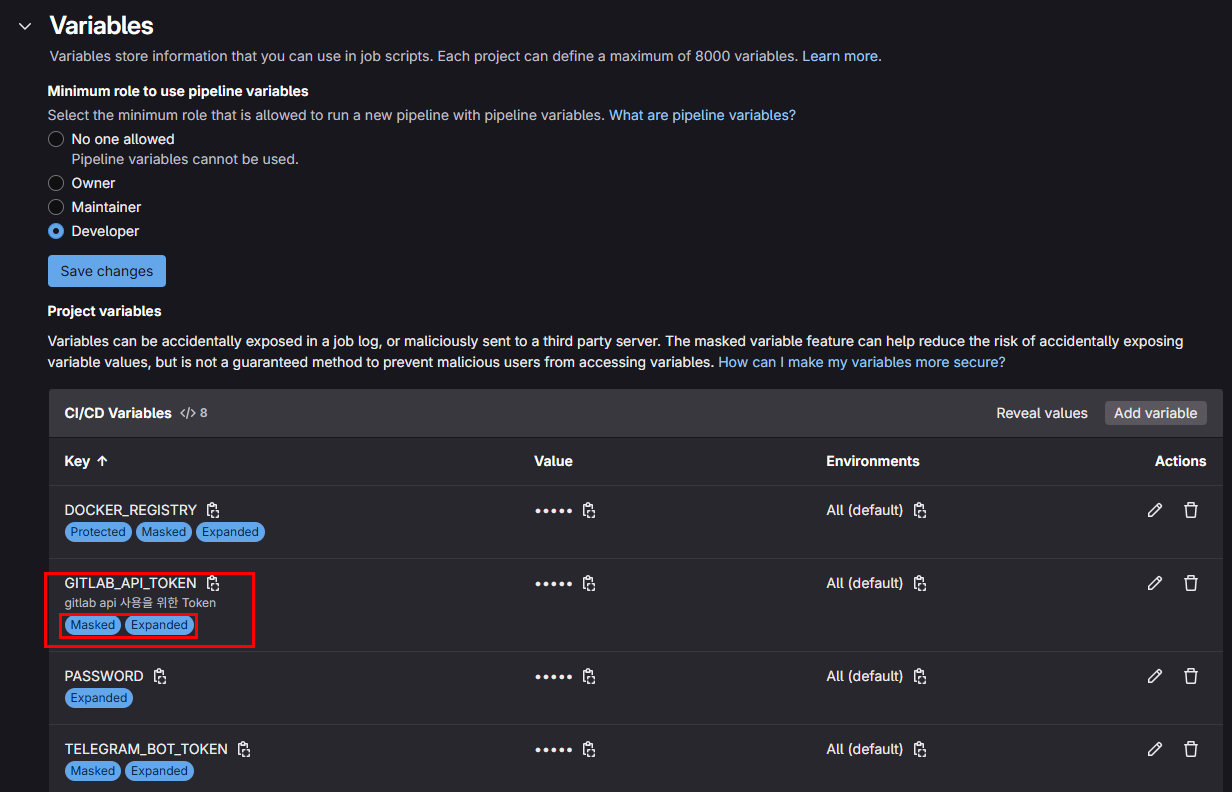 Variables
Variables store information that you can use in job scripts. Each project can define a maximum of 8000 variables. Learn more.
Minimum role to use pipeline variables
Select the minimum role that is allowed to run a new pipeline with pipeline variables. What are pipeline variables?
No one allowed
Pipeline variables cannot be used.
Owner
Maintainer
Developer
Save changes
Project variables
Variables can be accidentally exposed in a job log, or maliciously sent to a third party server. The masked variable feature can help reduce the risk of accidentally exposing
variable values, but is not a guaranteed method to prevent malicious users from accessing variables. How can I make my variables more secure?
CI/CD Variables </> 8 Reveal values Add variable
Key ↑ Value Environments Actions
DOCKER_REGISTRY ••••• All (default)
Protected Masked Expanded
GITLAB_API_TOKEN ••••• All (default)
gitlab api 사용을 위한 Token
Masked Expanded
PASSWORD ••••• All (default)
Expanded
TELEGRAM_BOT_TOKEN ••••• All (default)
Masked Expanded